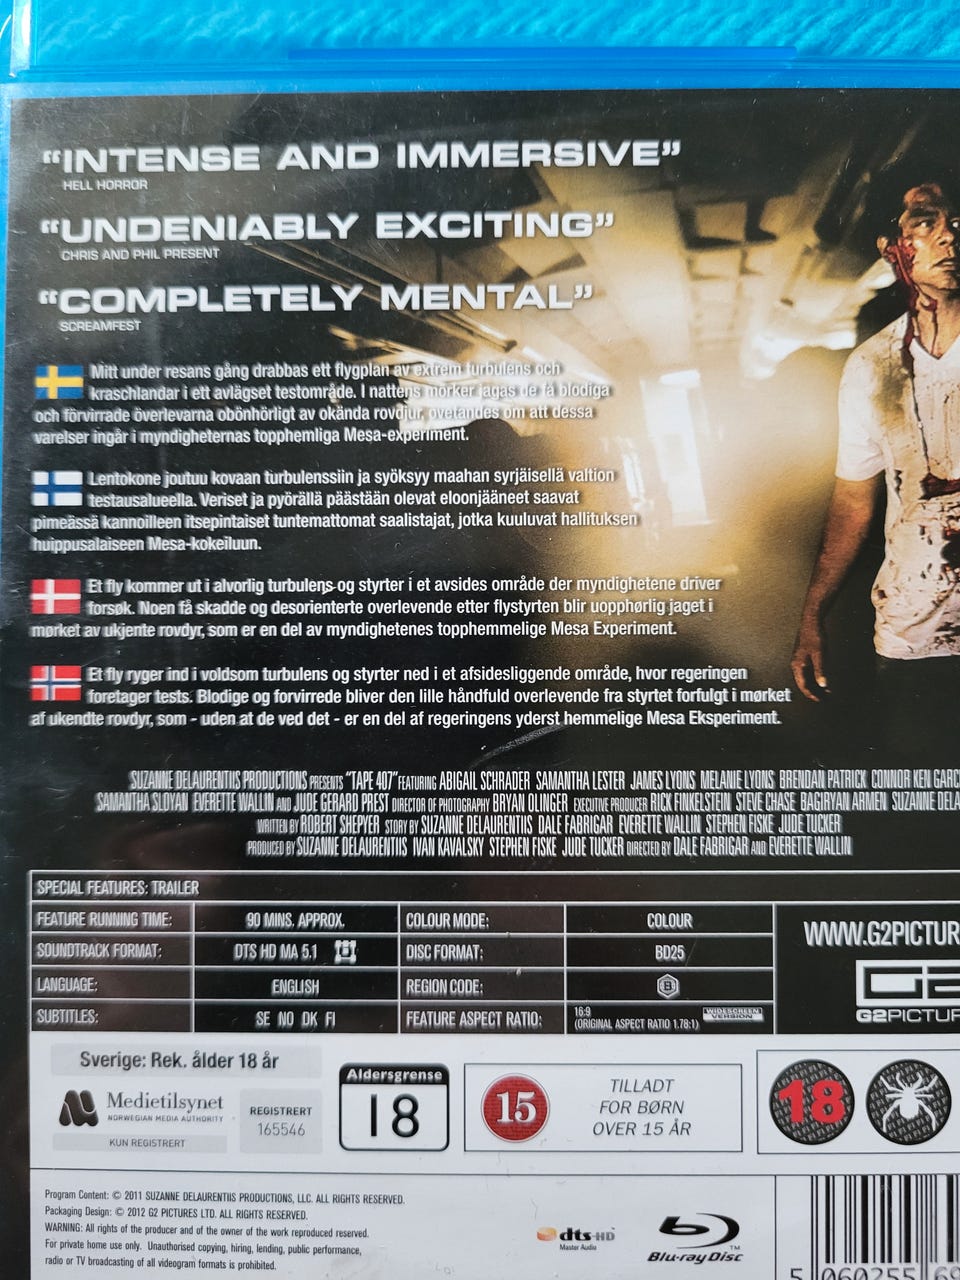 “INTENSE AND IMMERSIVE”
HELL HORROR
“UNDENIABLY EXCITING”
CHRIS AND PHIL PRESENT
“COMPLETELY MENTAL”
SCREAMFEST
Mitt under resans gång drabbas ett flygplan av extrem turbulens och
kraschlandar i ett avlägset testområde. I nattens mörker jagas de få blodiga
och förvirrade överlevarna obönhörligt av okända rovdjur, ovetandes om att dessa
varelser ingår i myndigheternas topphemliga Mesa-experiment.
Lentokone joutuu kovaan turbulenssiin ja syöksyy maahan syrjäisellä valtion
testausalueella. Veriset ja pyörällä päästään olevat eloonjääneet saavat
pimeässä kannoilleen itsepintaiset tuntemattomat saalistajat, jotka kuuluvat hallituksen
huippusalaiseen Mesa-kokeiluun.
Et fly kommer ut i alvorlig turbulens og styrter i et avsides område der myndighetene driver
forsøk. Noen få skadde og desorienterte overlevende etter flystyrten blir uopphørlig jaget i
mørket av ukjente rovdyr, som er en del av myndighetenes topphemmelige Mesa Experiment.
Et fly ryger ind i voldsom turbulens og styrter ned i et afsidesliggende område, hvor regeringen
foretager tests. Blodige og forvirrede bliver den lille håndfuld overlevende fra styrtet forfulgt i mørket
af ukendte rovdyr, som - uden at de ved det - er en del af regeringens yderst hemmelige Mesa Eksperiment.
SUZANNE DELAURENTIIS PRODUCTIONS PRESENTS “TAPE 407” FEATURING ABIGAIL SCHRADER SAMANTHA LESTER JAMES LYONS MELANIE LYONS BRENDAN PATRICK CONNOR KEN GARC
SAMANTHA SLOYAN EVERETTE WALLIN AND JUDE GERARD PREST DIRECTOR OF PHOTOGRAPHY BRYAN OLINGER EXECUTIVE PRODUCER RICK FINKELSTEIN STEVE CHASE BAGIRYAN ARMEN SUZANNE DELA
WRITTEN BY ROBERT SHEPYER STORY BY SUZANNE DELAURENTIIS DALE FABRIGAR EVERETTE WALLIN STEPHEN FISKE JUDE TUCKER
PRODUCED BY SUZANNE DELAURENTIIS IVAN KAVALSKY STEPHEN FISKE JUDE TUCKER DIRECTED BY DALE FABRIGAR AND EVERETTE WALLIN
SPECIAL FEATURES: TRAILER
FEATURE RUNNING TIME: 90 MINS. APPROX. COLOUR MODE: COLOUR
SOUNDTRACK FORMAT: DTS HD MA 5.1 DISC FORMAT: BD25
LANGUAGE: ENGLISH REGION CODE: B
SUBTITLES: SE NO DK FI FEATURE ASPECT RATIO: 16:9
(ORIGINAL ASPECT RATIO 1.78:1) WIDESCREEN VERSION
WWW.G2PICTUR
G2
G2PICTUR
Sverige: Rek. ålder 18 år
Medietilsynet
NORWEGIAN MEDIA AUTHORITY
KUN REGISTRERT
REGISTRERT
165546
Aldersgrense
18
15
TILLADT
FOR BØRN
OVER 15 ÅR
18
Program Content: © 2011 SUZANNE DELAURENTIIS PRODUCTIONS, LLC. ALL RIGHTS RESERVED.
Packaging Design: © 2012 G2 PICTURES LTD. ALL RIGHTS RESERVED.
WARNING: All rights of the producer and of the owner of the work reproduced reserved.
For private home use only. Unauthorised copying, hiring, lending, public performance,
radio or TV broadcasting of all videogram formats is prohibited.
dts-HD
Master Audio
Blu-ray Disc
TM
5 060255 69